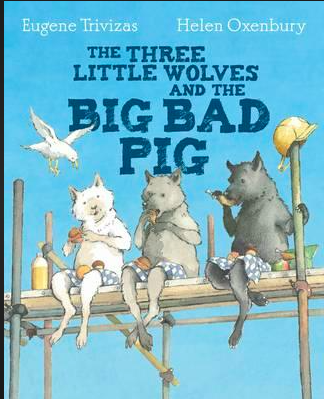 Eugene Trivizas Helen Oxenbury
THE THREE
LITTLE WOLVES
AND THE
BIG BAD
PIG